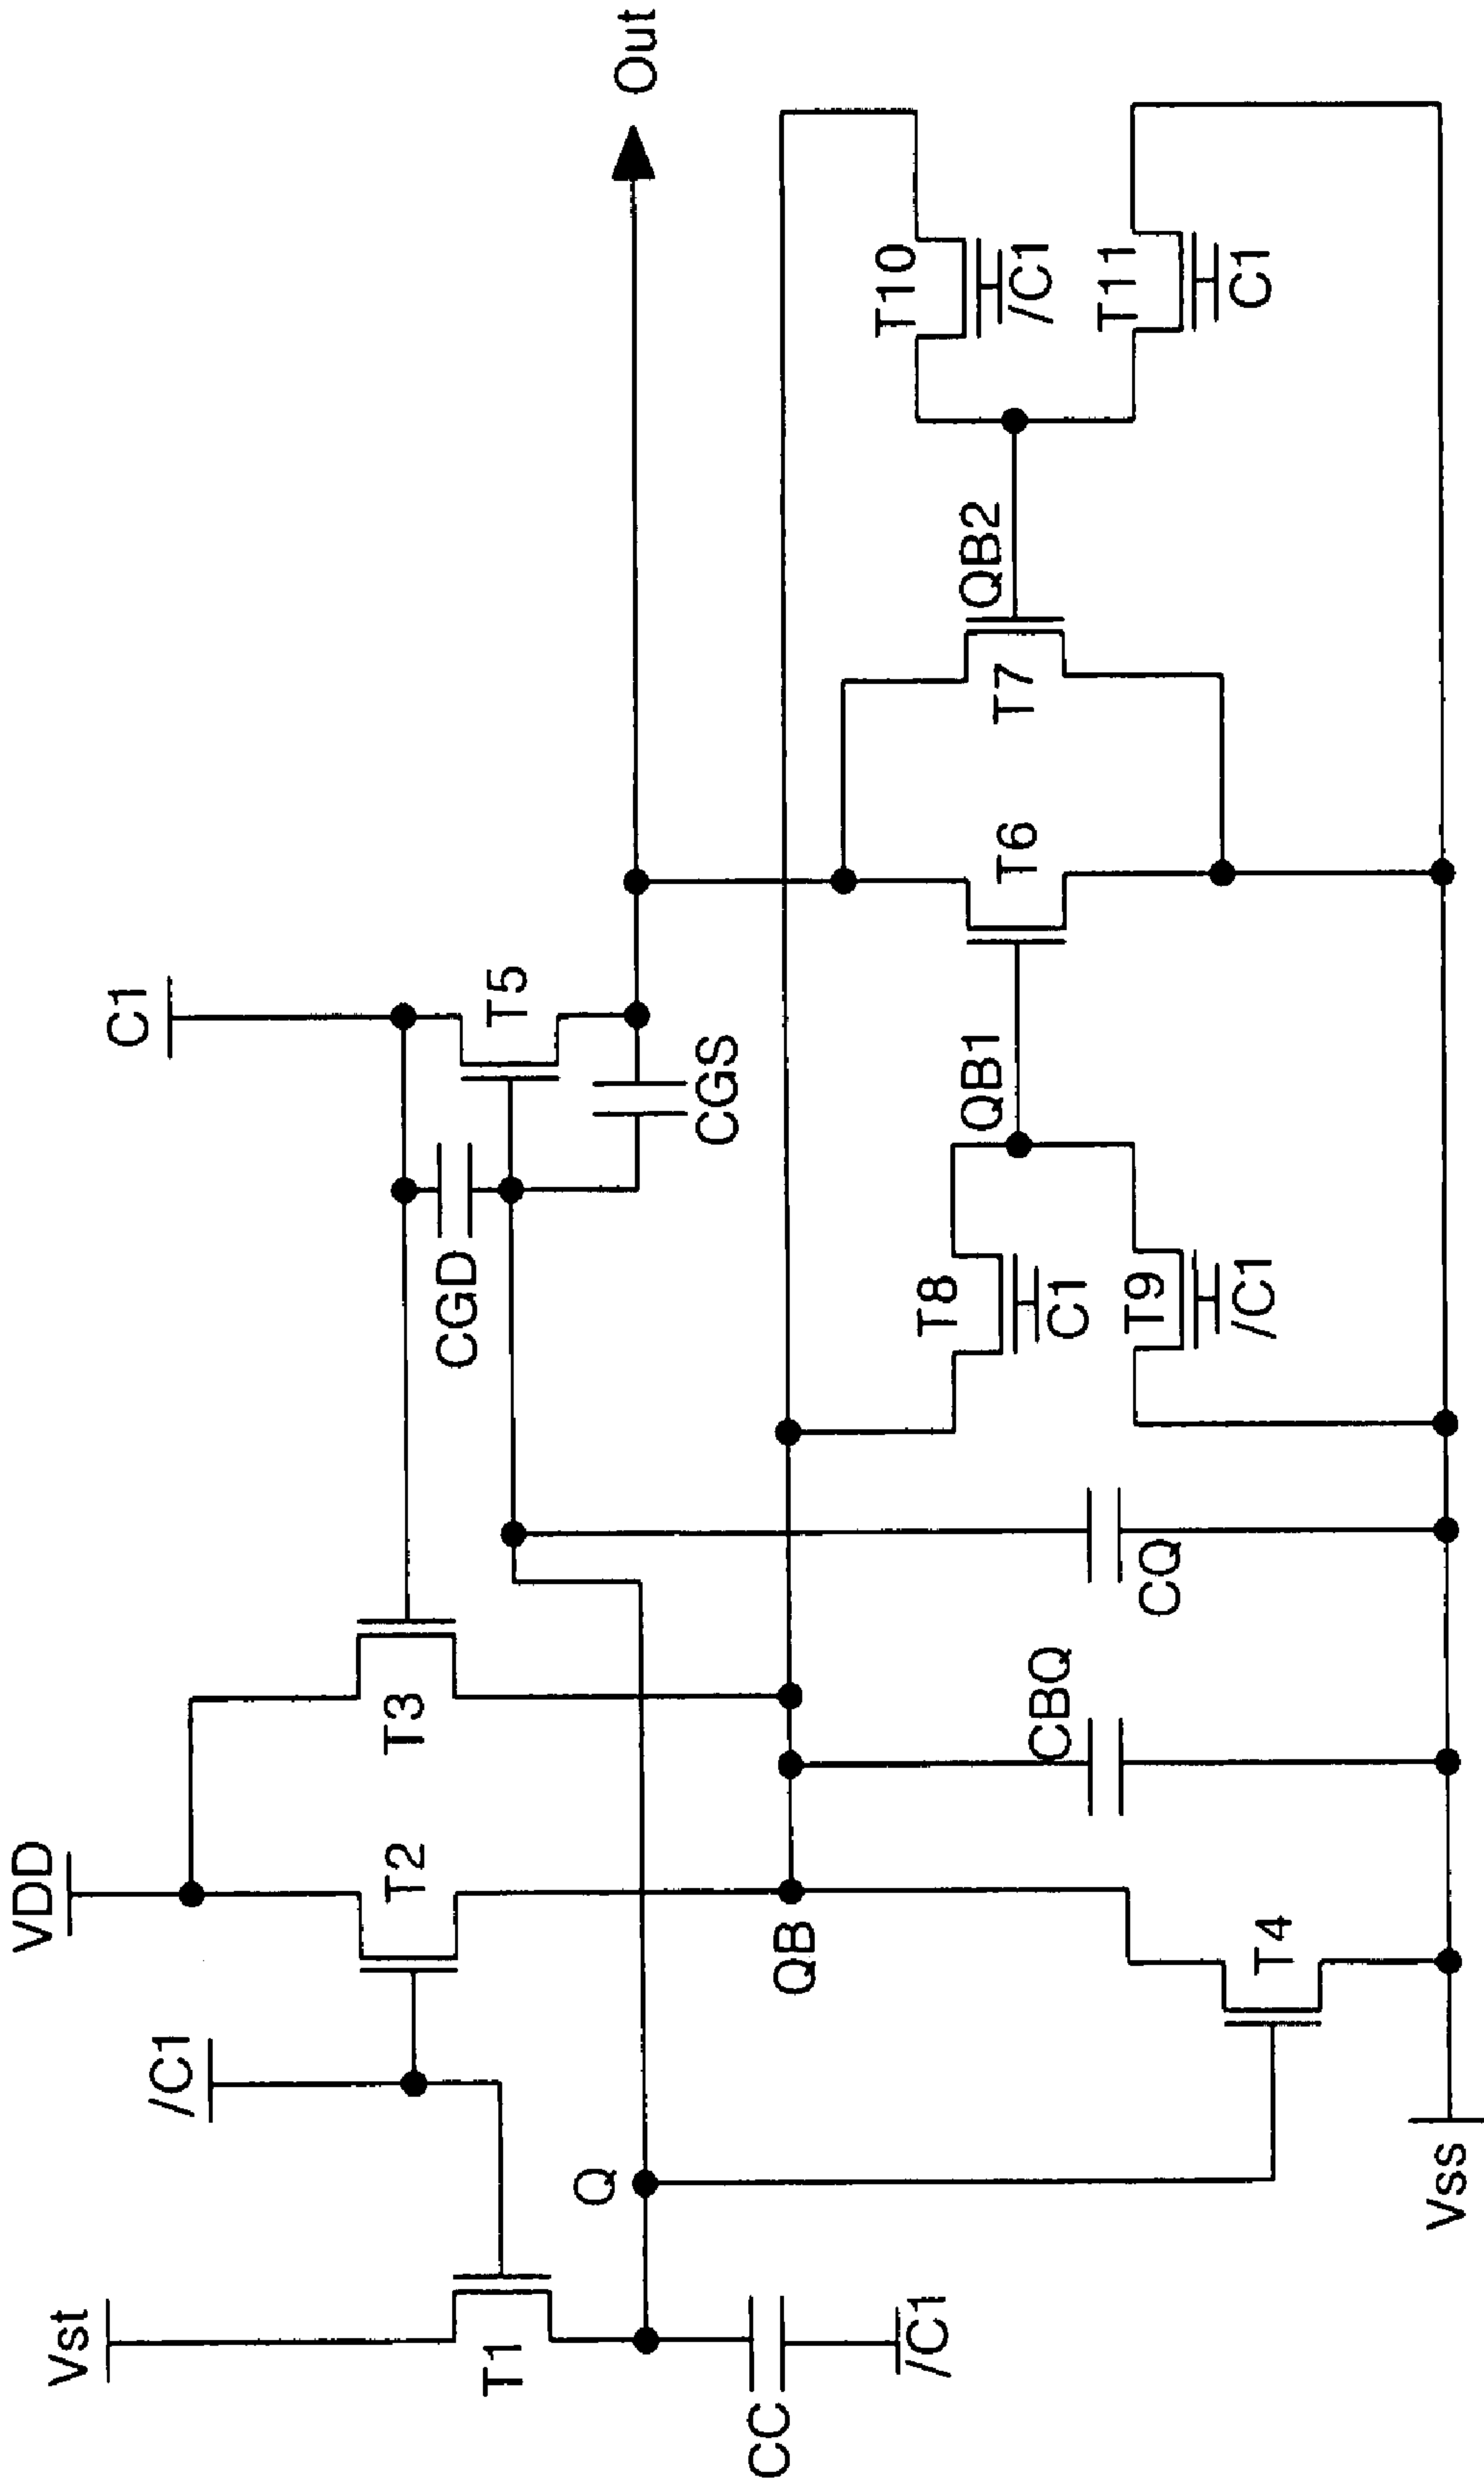 Vst
/C1
VDD
C1
T1
T2
T3
CGD
T5
Out
Q
CGS
CC
/C1
QB
CBQ
CQ
T8
C1
QB1
T6
T7
QB2
T10
/C1
T4
T9
/C1
T11
C1
Vss